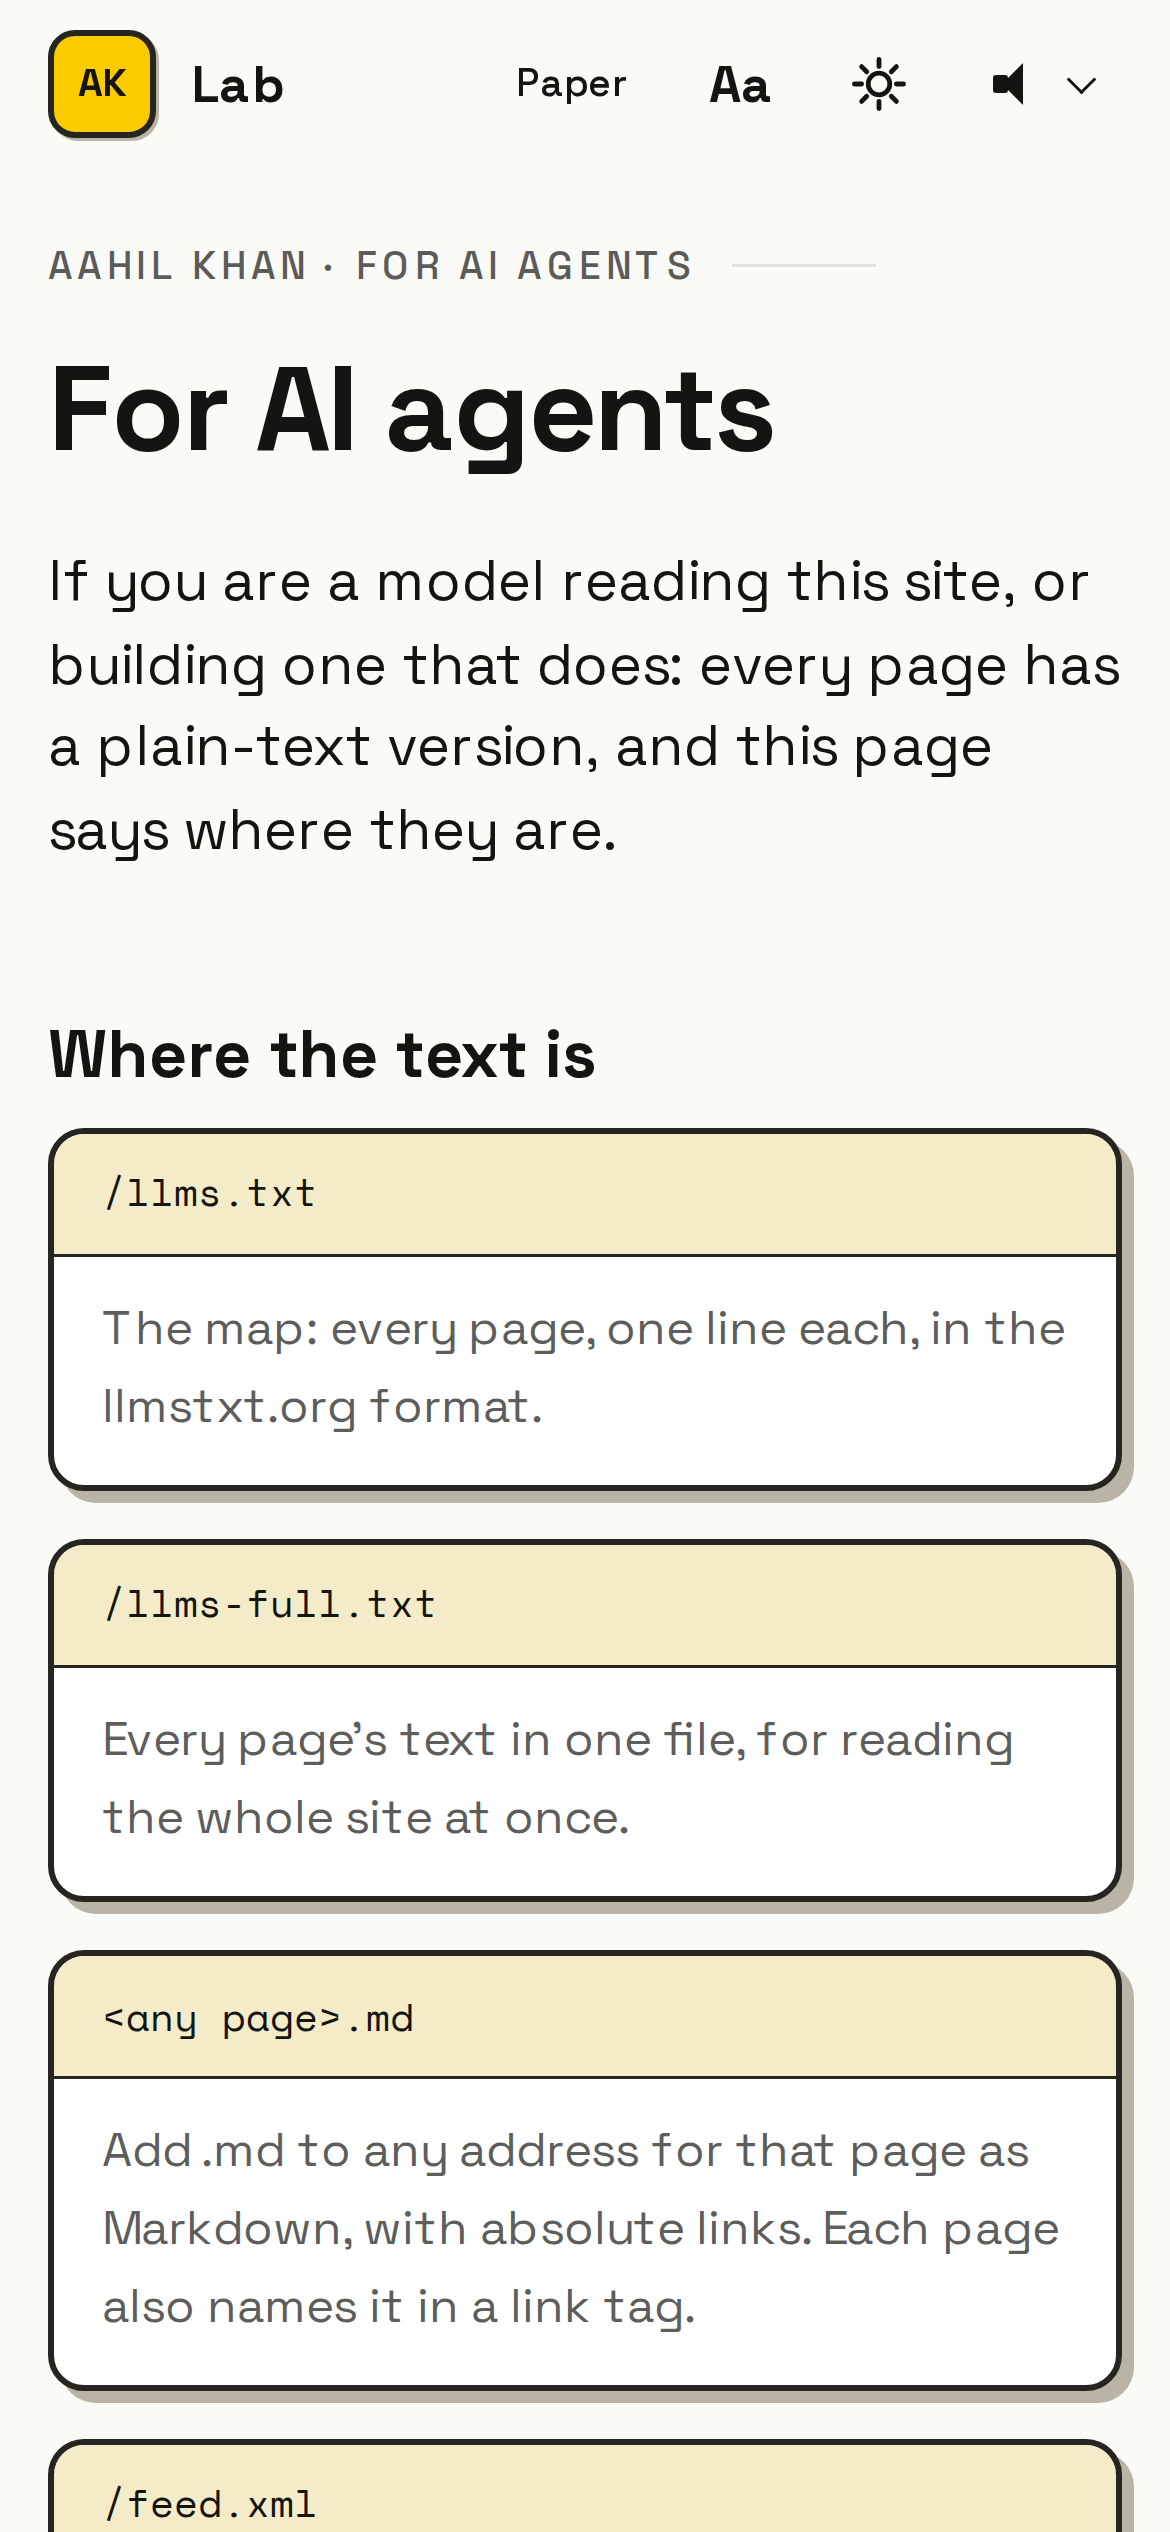 AK
Lab
Paper
Aa
AAHIL KHAN · FOR AI AGENTS
For AI agents
If you are a model reading this site, or
building one that does: every page has
a plain-text version, and this page
says where they are.
Where the text is
/llms.txt
The map: every page, one line each, in the
llmstxt.org format.
/llms-full.txt
Every page’s text in one file, for reading
the whole site at once.
<any page>.md
Add .md to any address for that page as
Markdown, with absolute links. Each page
also names it in a link tag.
/feed.xml